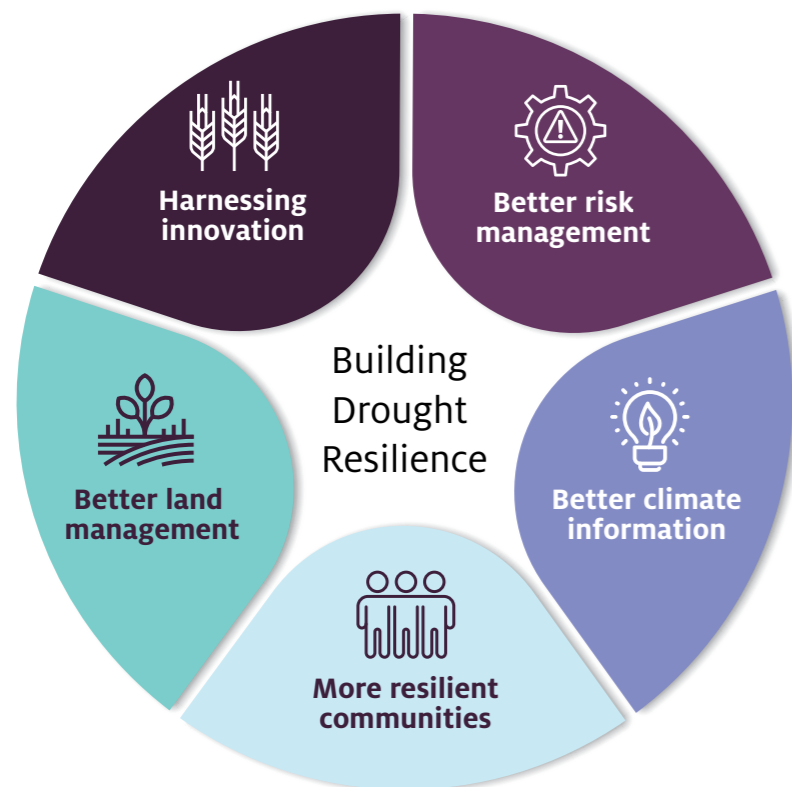 Harnessing
innovation
Better risk
management
Building
Drought
Resilience
Better land
management
Better climate
information
More resilient
communities